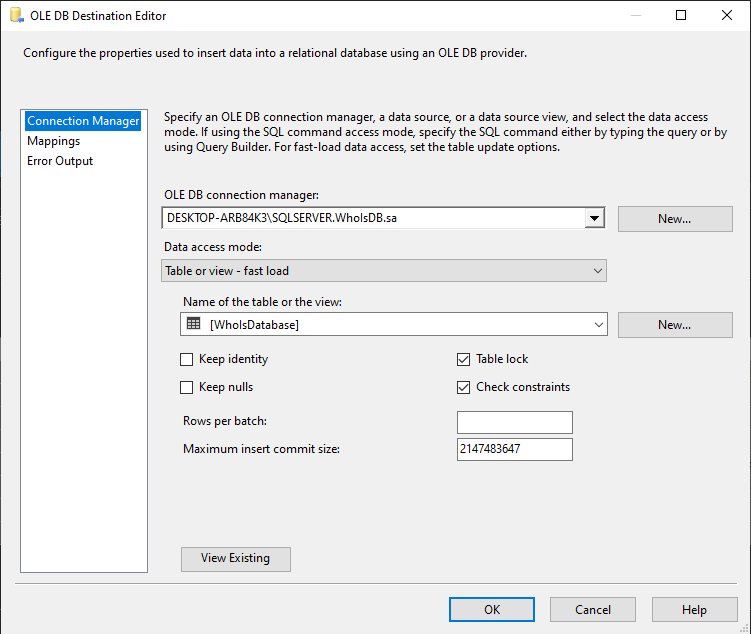 OLE DB Destination Editor
Configure the properties used to insert data into a relational database using an OLE DB provider.
Connection Manager
Mappings
Error Output
Specify an OLE DB connection manager, a data source, or a data source view, and select the data access
mode. If using the SQL command access mode, specify the SQL command either by typing the query or by
using Query Builder. For fast-load data access, set the table update options.
OLE DB connection manager:
DESKTOP-ARB84K3\SQLSERVER.WhoIsDB.sa
New...
Data access mode:
Table or view - fast load
Name of the table or the view:
[WhoIsDatabase]
New...
Keep identity
Table lock
Keep nulls
Check constraints
Rows per batch:
Maximum insert commit size:
2147483647
View Existing
OK
Cancel
Help